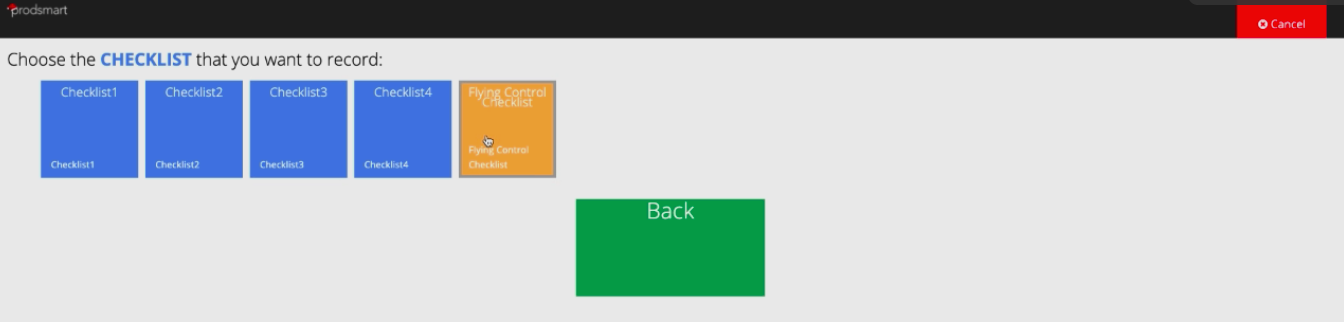 prodsmart
Cancel
Choose the CHECKLIST that you want to record:
Checklist1
Checklist1
Checklist2
Checklist2
Checklist3
Checklist3
Checklist4
Checklist4
Flying Control
Checklist
Flying Control
Checklist
Back